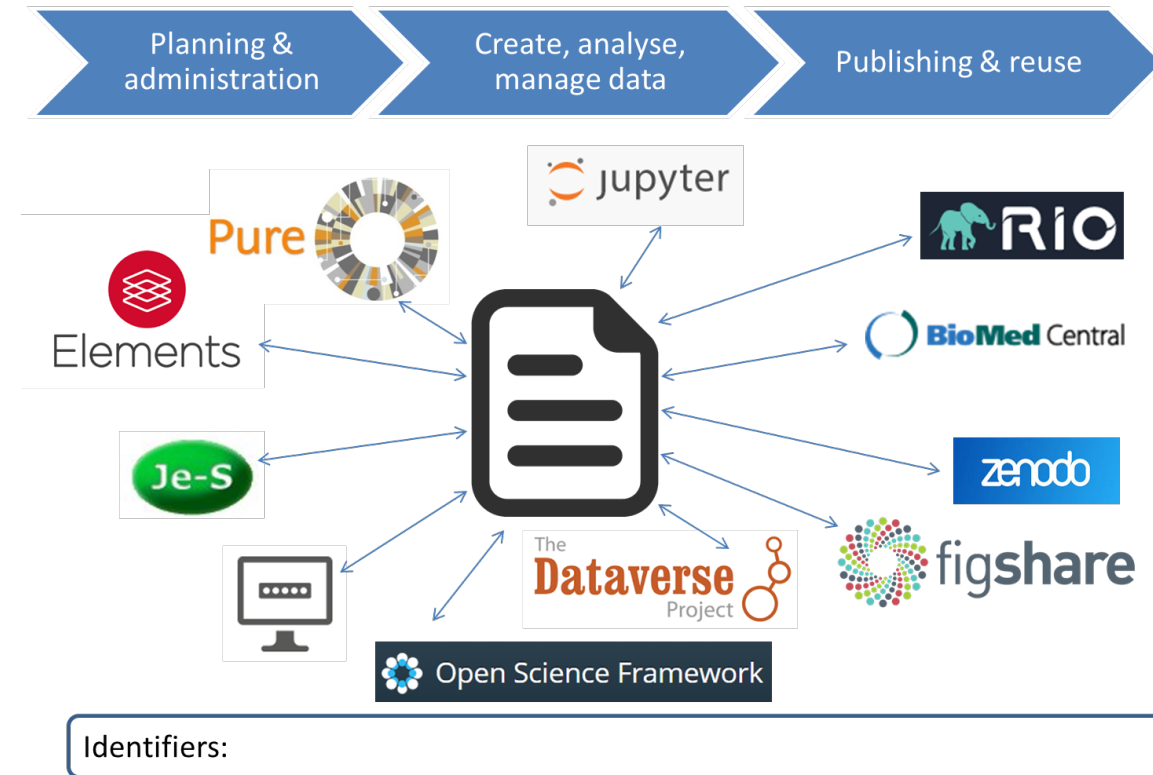 Planning &
administration
Create, analyse,
manage data
Publishing & reuse
jupyter
Pure
RIO
Elements
BioMed Central
Je-S
zenodo
The
Dataverse
Project
figshare
Open Science Framework
Identifiers: